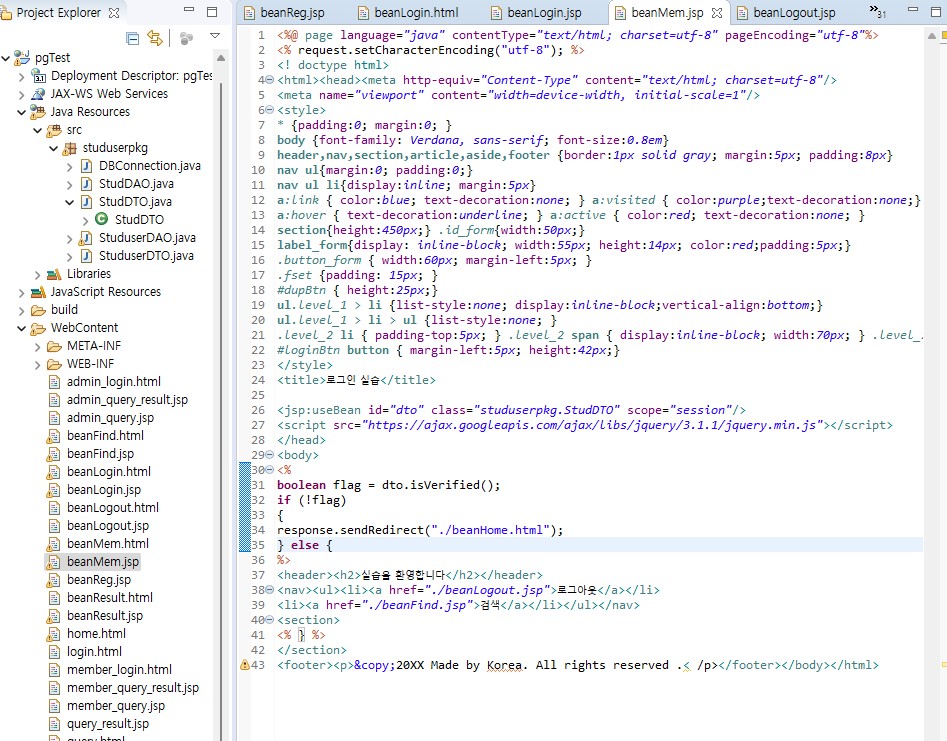 Project Explorer
pgTest
Deployment Descriptor: pgTes
JAX-WS Web Services
Java Resources
src
studuserpkg
DBConnection.java
StudDAO.java
StudDTO.java
StudDTO
StuduserDAO.java
StuduserDTO.java
Libraries
JavaScript Resources
build
WebContent
META-INF
WEB-INF
admin_login.html
admin_query_result.jsp
admin_query.jsp
beanFind.html
beanFind.jsp
beanLogin.html
beanLogin.jsp
beanLogout.html
beanLogout.jsp
beanMem.html
beanMem.jsp
beanReg.jsp
beanResult.html
beanResult.jsp
home.html
login.html
member_login.html
member_query_result.jsp
member_query.jsp
query_result.jsp
query.html
beanReg.jsp beanLogin.html beanLogin.jsp beanMem.jsp beanLogout.jsp »31
1 <%@ page language="java" contentType="text/html; charset=utf-8" pageEncoding="utf-8"%>
2 <% request.setCharacterEncoding("utf-8"); %>
3 <! doctype html>
4 <html><head><meta http-equiv="Content-Type" content="text/html; charset=utf-8"/>
5 <meta name="viewport" content="width=device-width, initial-scale=1"/>
6 <style>
7 * {padding:0; margin:0; }
8 body {font-family: Verdana, sans-serif; font-size:0.8em}
9 header,nav,section,article,aside,footer {border:1px solid gray; margin:5px; padding:8px}
10 nav ul{margin:0; padding:0;}
11 nav ul li{display:inline; margin:5px}
12 a:link { color:blue; text-decoration:none; } a:visited { color:purple;text-decoration:none;}
13 a:hover { text-decoration:underline; } a:active { color:red; text-decoration:none; }
14 section{height:450px;} .id_form{width:50px;}
15 label_form{display: inline-block; width:55px; height:14px; color:red;padding:5px;}
16 .button_form { width:60px; margin-left:5px; }
17 .fset {padding: 15px; }
18 #dupBtn { height:25px;}
19 ul.level_1 > li {list-style:none; display:inline-block;vertical-align:bottom;}
20 ul.level_1 > li > ul {list-style:none; }
21 .level_2 li { padding-top:5px; } .level_2 span { display:inline-block; width:70px; } .level_
22 #loginBtn button { margin-left:5px; height:42px;}
23 </style>
24 <title>로그인 실습</title>
25
26 <jsp:useBean id="dto" class="studuserpkg.StudDTO" scope="session"/>
27 <script src="https://ajax.googleapis.com/ajax/libs/jquery/3.1.1/jquery.min.js"></script>
28 </head>
29 <body>
30 <%
31 boolean flag = dto.isVerified();
32 if (!flag)
33 {
34 response.sendRedirect("./beanHome.html");
35 } else {
36 %>
37 <header><h2>실습을 환영합니다</h2></header>
38 <nav><ul><li><a href="./beanLogout.jsp">로그아웃</a></li>
39 <li><a href="./beanFind.jsp">검색</a></li></ul></nav>
40 <section>
41 <% } %>
42 </section>
43 <footer><p>&copy;20XX Made by Korea. All rights reserved .< /p></footer></body></html>